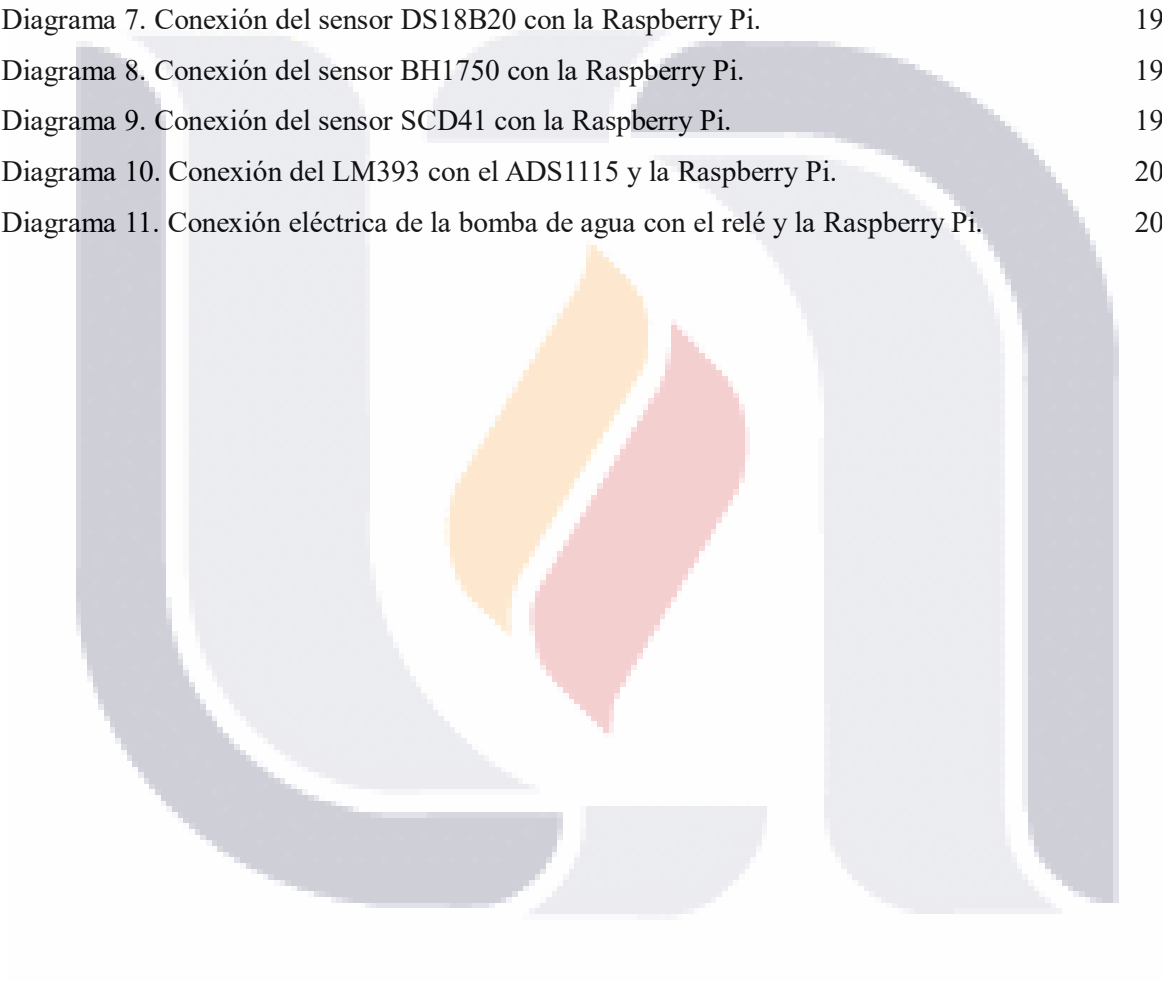 Diagrama 7. Conexión del sensor DS18B20 con la Raspberry Pi. 19
Diagrama 8. Conexión del sensor BH1750 con la Raspberry Pi. 19
Diagrama 9. Conexión del sensor SCD41 con la Raspberry Pi. 19
Diagrama 10. Conexión del LM393 con el ADS1115 y la Raspberry Pi. 20
Diagrama 11. Conexión eléctrica de la bomba de agua con el relé y la Raspberry Pi. 20